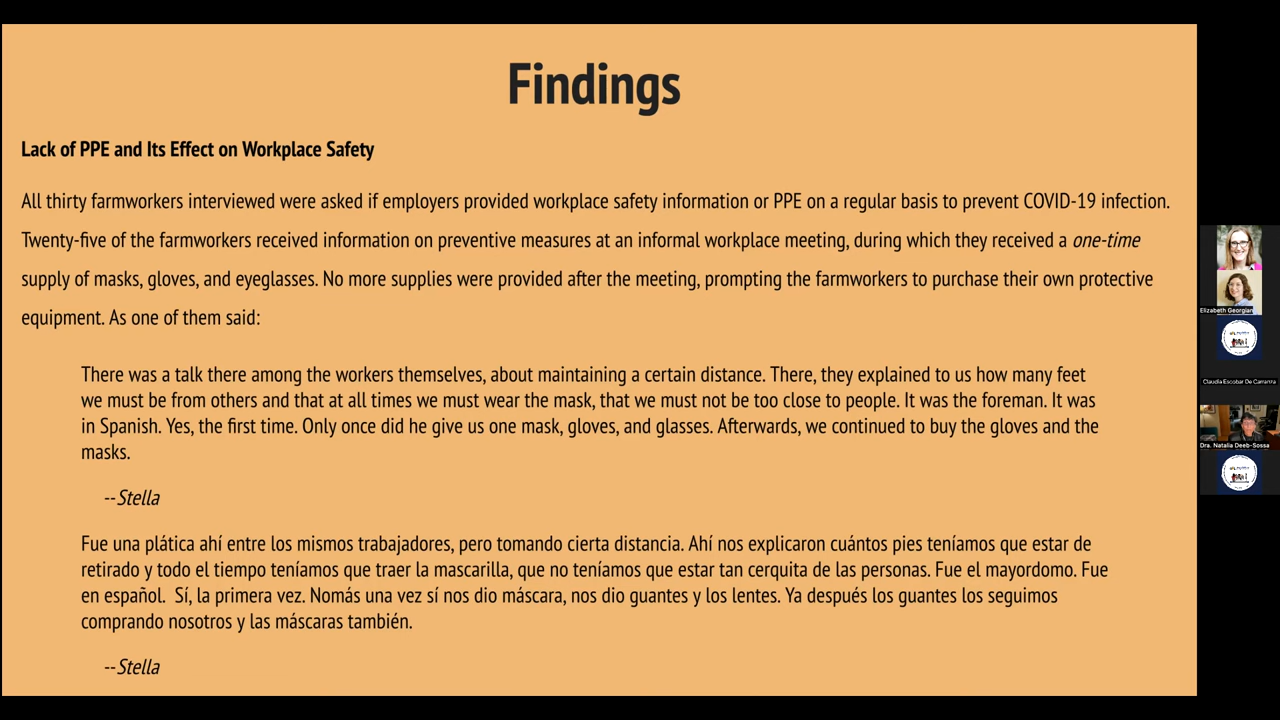 Findings
Lack of PPE and Its Effect on Workplace Safety
All thirty farmworkers interviewed were asked if employers provided workplace safety information or PPE on a regular basis to prevent COVID-19 infection.
Twenty-five of the farmworkers received information on preventive measures at an informal workplace meeting, during which they received a one-time
supply of masks, gloves, and eyeglasses. No more supplies were provided after the meeting, prompting the farmworkers to purchase their own protective
equipment. As one of them said:
There was a talk there among the workers themselves, about maintaining a certain distance. There, they explained to us how many feet
we must be from others and that at all times we must wear the mask, that we must not be too close to people. It was the foreman. It was
in Spanish. Yes, the first time. Only once did he give us one mask, gloves, and glasses. Afterwards, we continued to buy the gloves and the
masks.
--Stella
Fue una plática ahí entre los mismos trabajadores, pero tomando cierta distancia. Ahí nos explicaron cuántos pies teníamos que estar de
retirado y todo el tiempo teníamos que traer la mascarilla, que no teníamos que estar tan cerquita de las personas. Fue el mayordomo. Fue
en español.  Sí, la primera vez. Nomás una vez sí nos dio máscara, nos dio guantes y los lentes. Ya después los guantes los seguimos
comprando nosotros y las máscaras también.
--Stella
Elizabeth Georgian
Claudia Escobar De Carranza
Dra. Natalia Deeb-Sossa